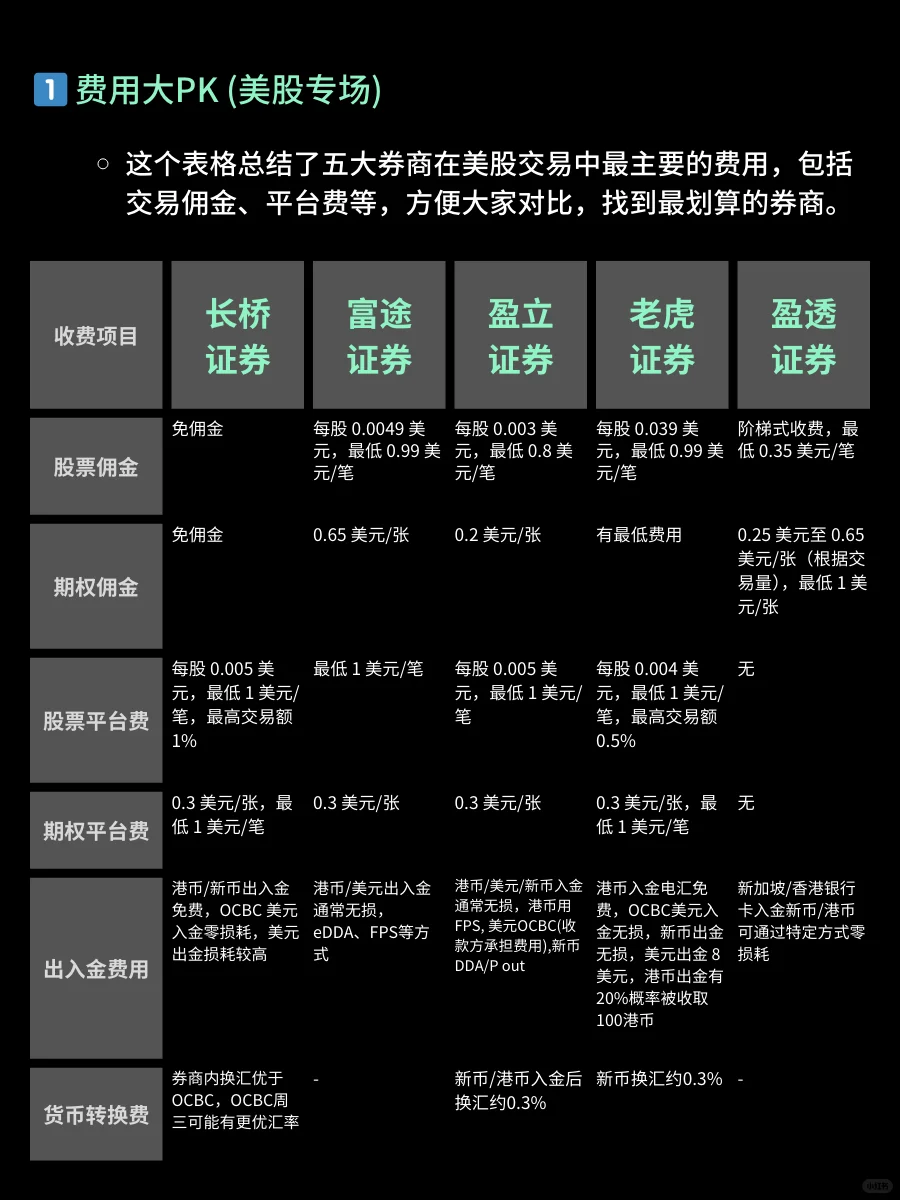 1 费用大PK (美股专场)
这个表格总结了五大券商在美股交易中最主要的费用，包括
交易佣金、平台费等，方便大家对比，找到最划算的券商。
收费项目
长桥
证券
富途
证券
盈立
证券
老虎
证券
盈透
证券
股票佣金
免佣金
每股 0.0049 美
元，最低 0.99 美
元/笔
每股 0.003 美
元，最低 0.8 美
元/笔
每股 0.039 美
元，最低 0.99 美
元/笔
阶梯式收费，最
低 0.35 美元/笔
期权佣金
免佣金
0.65 美元/张
0.2 美元/张
有最低费用
0.25 美元至 0.65
美元/张（根据交
易量），最低 1 美
元/张
股票平台费
每股 0.005 美
元，最低 1 美元/
笔，最高交易额
1%
最低 1 美元/笔
每股 0.005 美
元，最低 1 美元/
笔
每股 0.004 美
元，最低 1 美元/
笔，最高交易额
0.5%
无
期权平台费
0.3 美元/张，最
低 1 美元/笔
0.3 美元/张
0.3 美元/张
0.3 美元/张，最
低 1 美元/笔
无
出入金费用
港币/新币出入金
免费，OCBC 美元
入金零损耗，美元
出金损耗较高
港币/美元出入金
通常无损，
eDDA、FPS等方
式
港币/美元/新币入金
通常无损，港币用
FPS, 美元OCBC(收
款方承担费用),新币
DDA/P out
港币入金电汇免
费，OCBC美元入
金无损，新币出金
无损，美元出金 8
美元，港币出金有
20%概率被收取
100港币
新加坡/香港银行
卡入金新币/港币
可通过特定方式零
损耗
货币转换费
券商内换汇优于
OCBC，OCBC周
三可能有更优汇率
-
新币/港币入金后
换汇约0.3%
新币换汇约0.3%
-
小红书